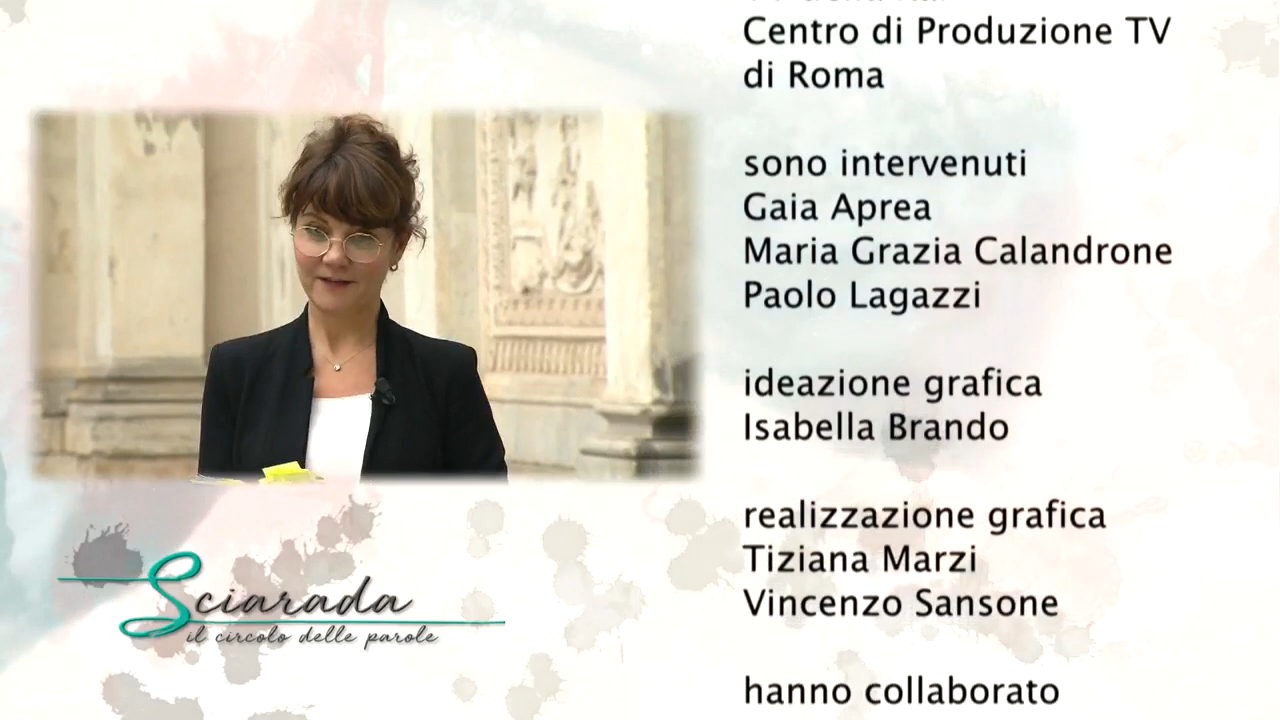 Centro di Produzione TV
di Roma
sono intervenuti
Gaia Aprea
Maria Grazia Calandrone
Paolo Lagazzi
ideazione grafica
Isabella Brando
realizzazione grafica
Tiziana Marzi
Vincenzo Sansone
hanno collaborato
Sciarada
il circolo delle parole